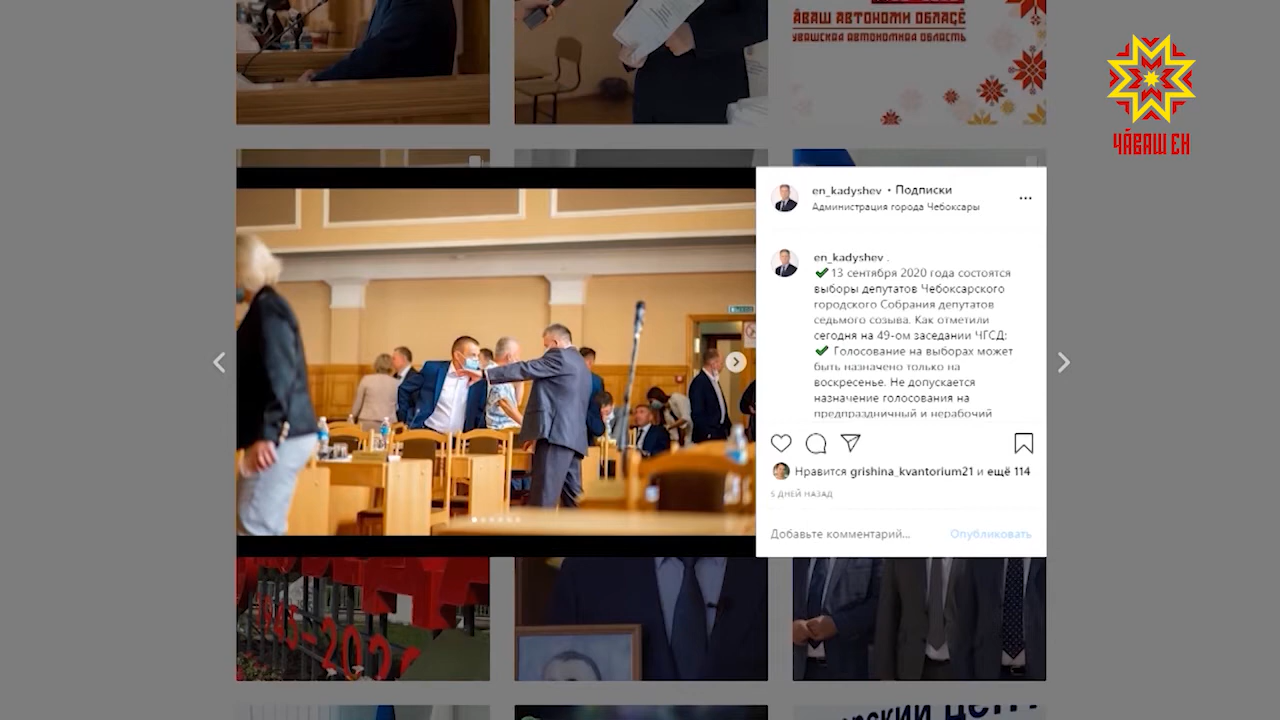 ӐВАШ АВТОНОМИ ОБЛАҪӖ
УВАШСКАЯ АВТОНОМНАЯ ОБЛАСТЬ
ЧӐВАШ ЕН
en_kadyshev • Подписки
Администрация города Чебоксары
en_kadyshev .
✔13 сентября 2020 года состоятся
выборы депутатов Чебоксарского
городского Собрания депутатов
седьмого созыва. Как отметили
сегодня на 49-ом заседании ЧГСД:
✔ Голосование на выборах может
быть назначено только на
воскресенье. Не допускается
назначение голосования на
предпраздничный и нерабочий
Нравится grishina_kvantorium21 и ещё 114
5 ДНЕЙ НАЗАД
Добавьте комментарий... Опубликовать
1945-2020